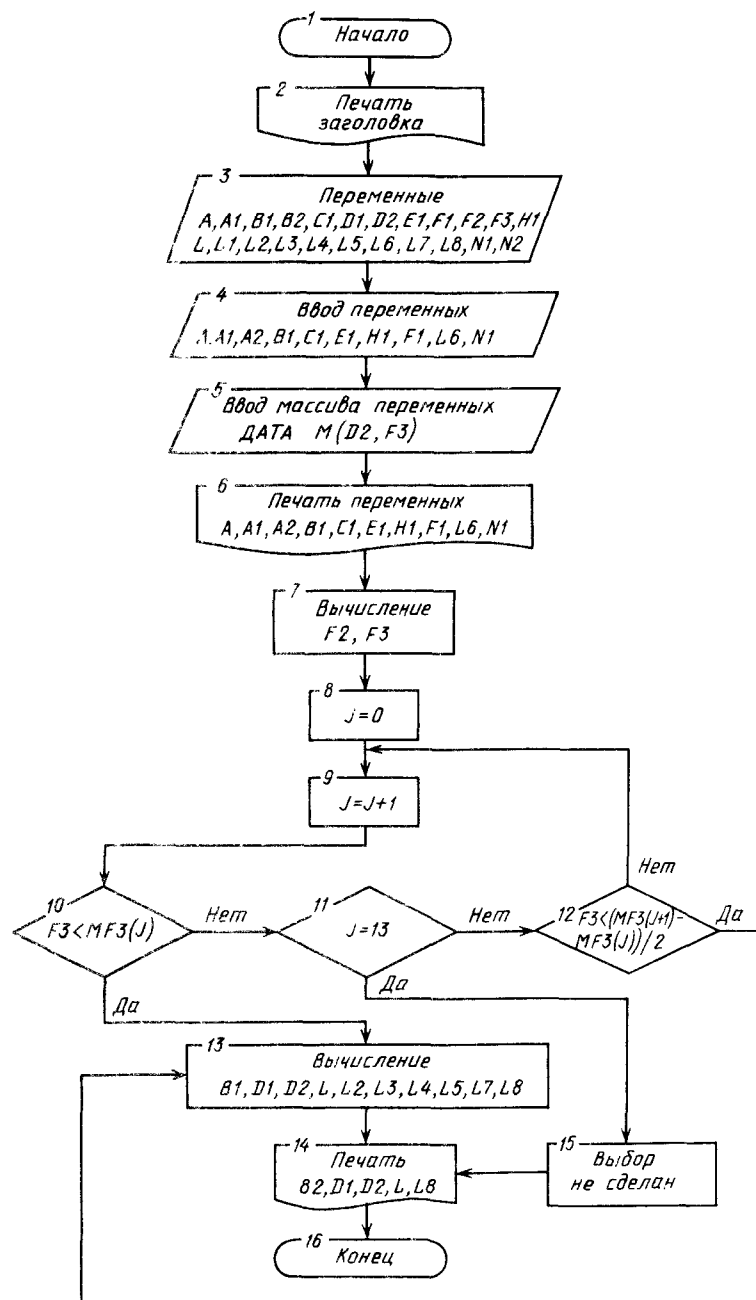 1
Начало
2
Печать
заголовка
3
Переменные
A, A1, B1, B2, C1, D1, D2, E1, F1, F2, F3, H1
L, L1, L2, L3, L4, L5, L6, L7, L8, N1, N2
4
Ввод переменных
A1, A2, B1, C1, E1, H1, F1, L6, N1
5
Ввод массива переменных
ДАТА M(D2, F3)
6
Печать переменных
A, A1, A2, B1, C1, E1, H1, F1, L6, N1
7
Вычисление
F2, F3
8
J=0
9
J=J+1
10
F3<MF3(J)
Нет
11
J=13
Нет
12
F3<(MF3(J+1)-
MF3(J))/2
Нет
Да
Да
Да
13
Вычисление
B1, D1, D2, L, L2, L3, L4, L5, L7, L8
14
Печать
B2, D1, D2, L, L8
15
Выбор
не сделан
16
Конец